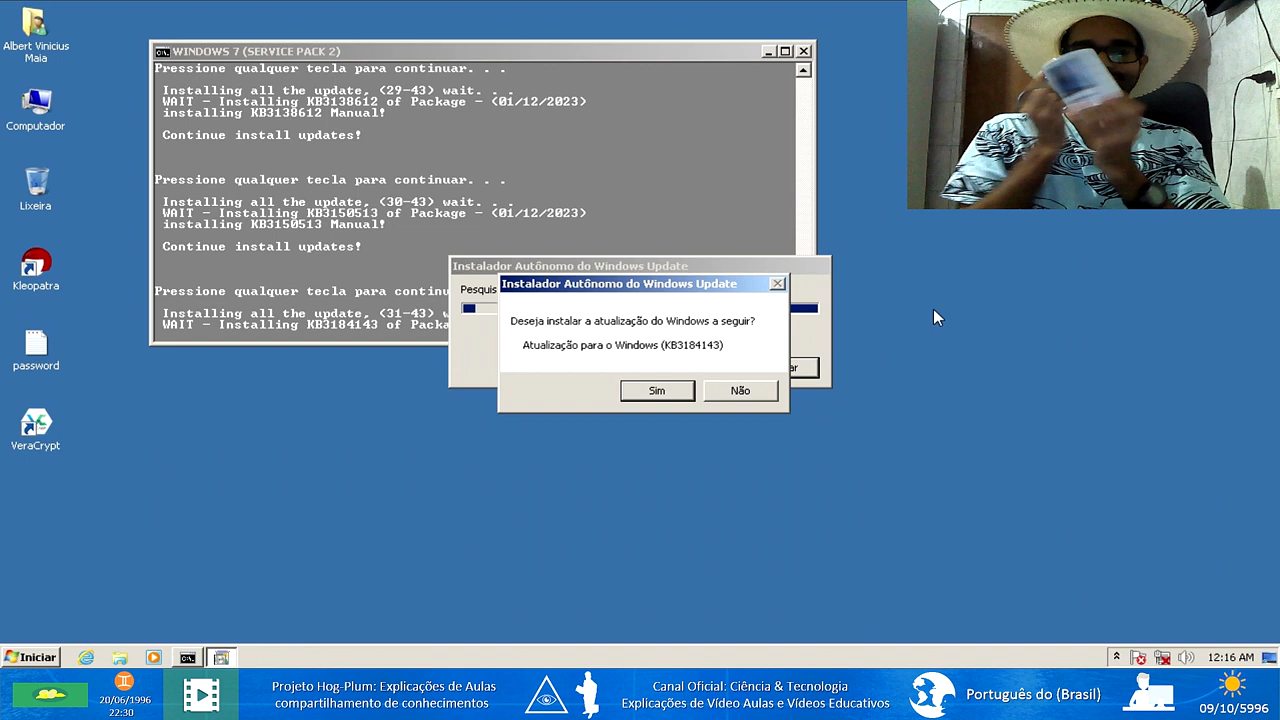 Albert Vinicius
Maia
Computador
Lixeira
Kleopatra
password
VeraCrypt
WINDOWS 7 (SERVICE PACK 2)
Pressione qualquer tecla para continuar. . .
Installing all the update, (29-43) wait. . .
WAIT - Installing KB3138612 of Package - (01/12/2023)
installing KB3138612 Manual!
Continue install updates!
Pressione qualquer tecla para continuar. . .
Installing all the update, (30-43) wait. . .
WAIT - Installing KB3150513 of Package - (01/12/2023)
installing KB3150513 Manual!
Continue install updates!
Pressione qualquer tecla para continu
Installing all the update, (31-43) w
WAIT - Installing KB3184143 of Packa
Instalador Autônomo do Windows Update
Pesquis
ar
Instalador Autônomo do Windows Update
Deseja instalar a atualização do Windows a seguir?
Atualização para o Windows (KB3184143)
Sim
Não
Iniciar
12:16 AM
20/06/1996
22:30
Projeto Hog-Plum: Explicações de Aulas
compartilhamento de conhecimentos
Canal Oficial: Ciência & Tecnologia
Explicações de Vídeo Aulas e Vídeos Educativos
Português do (Brasil)
09/10/5996